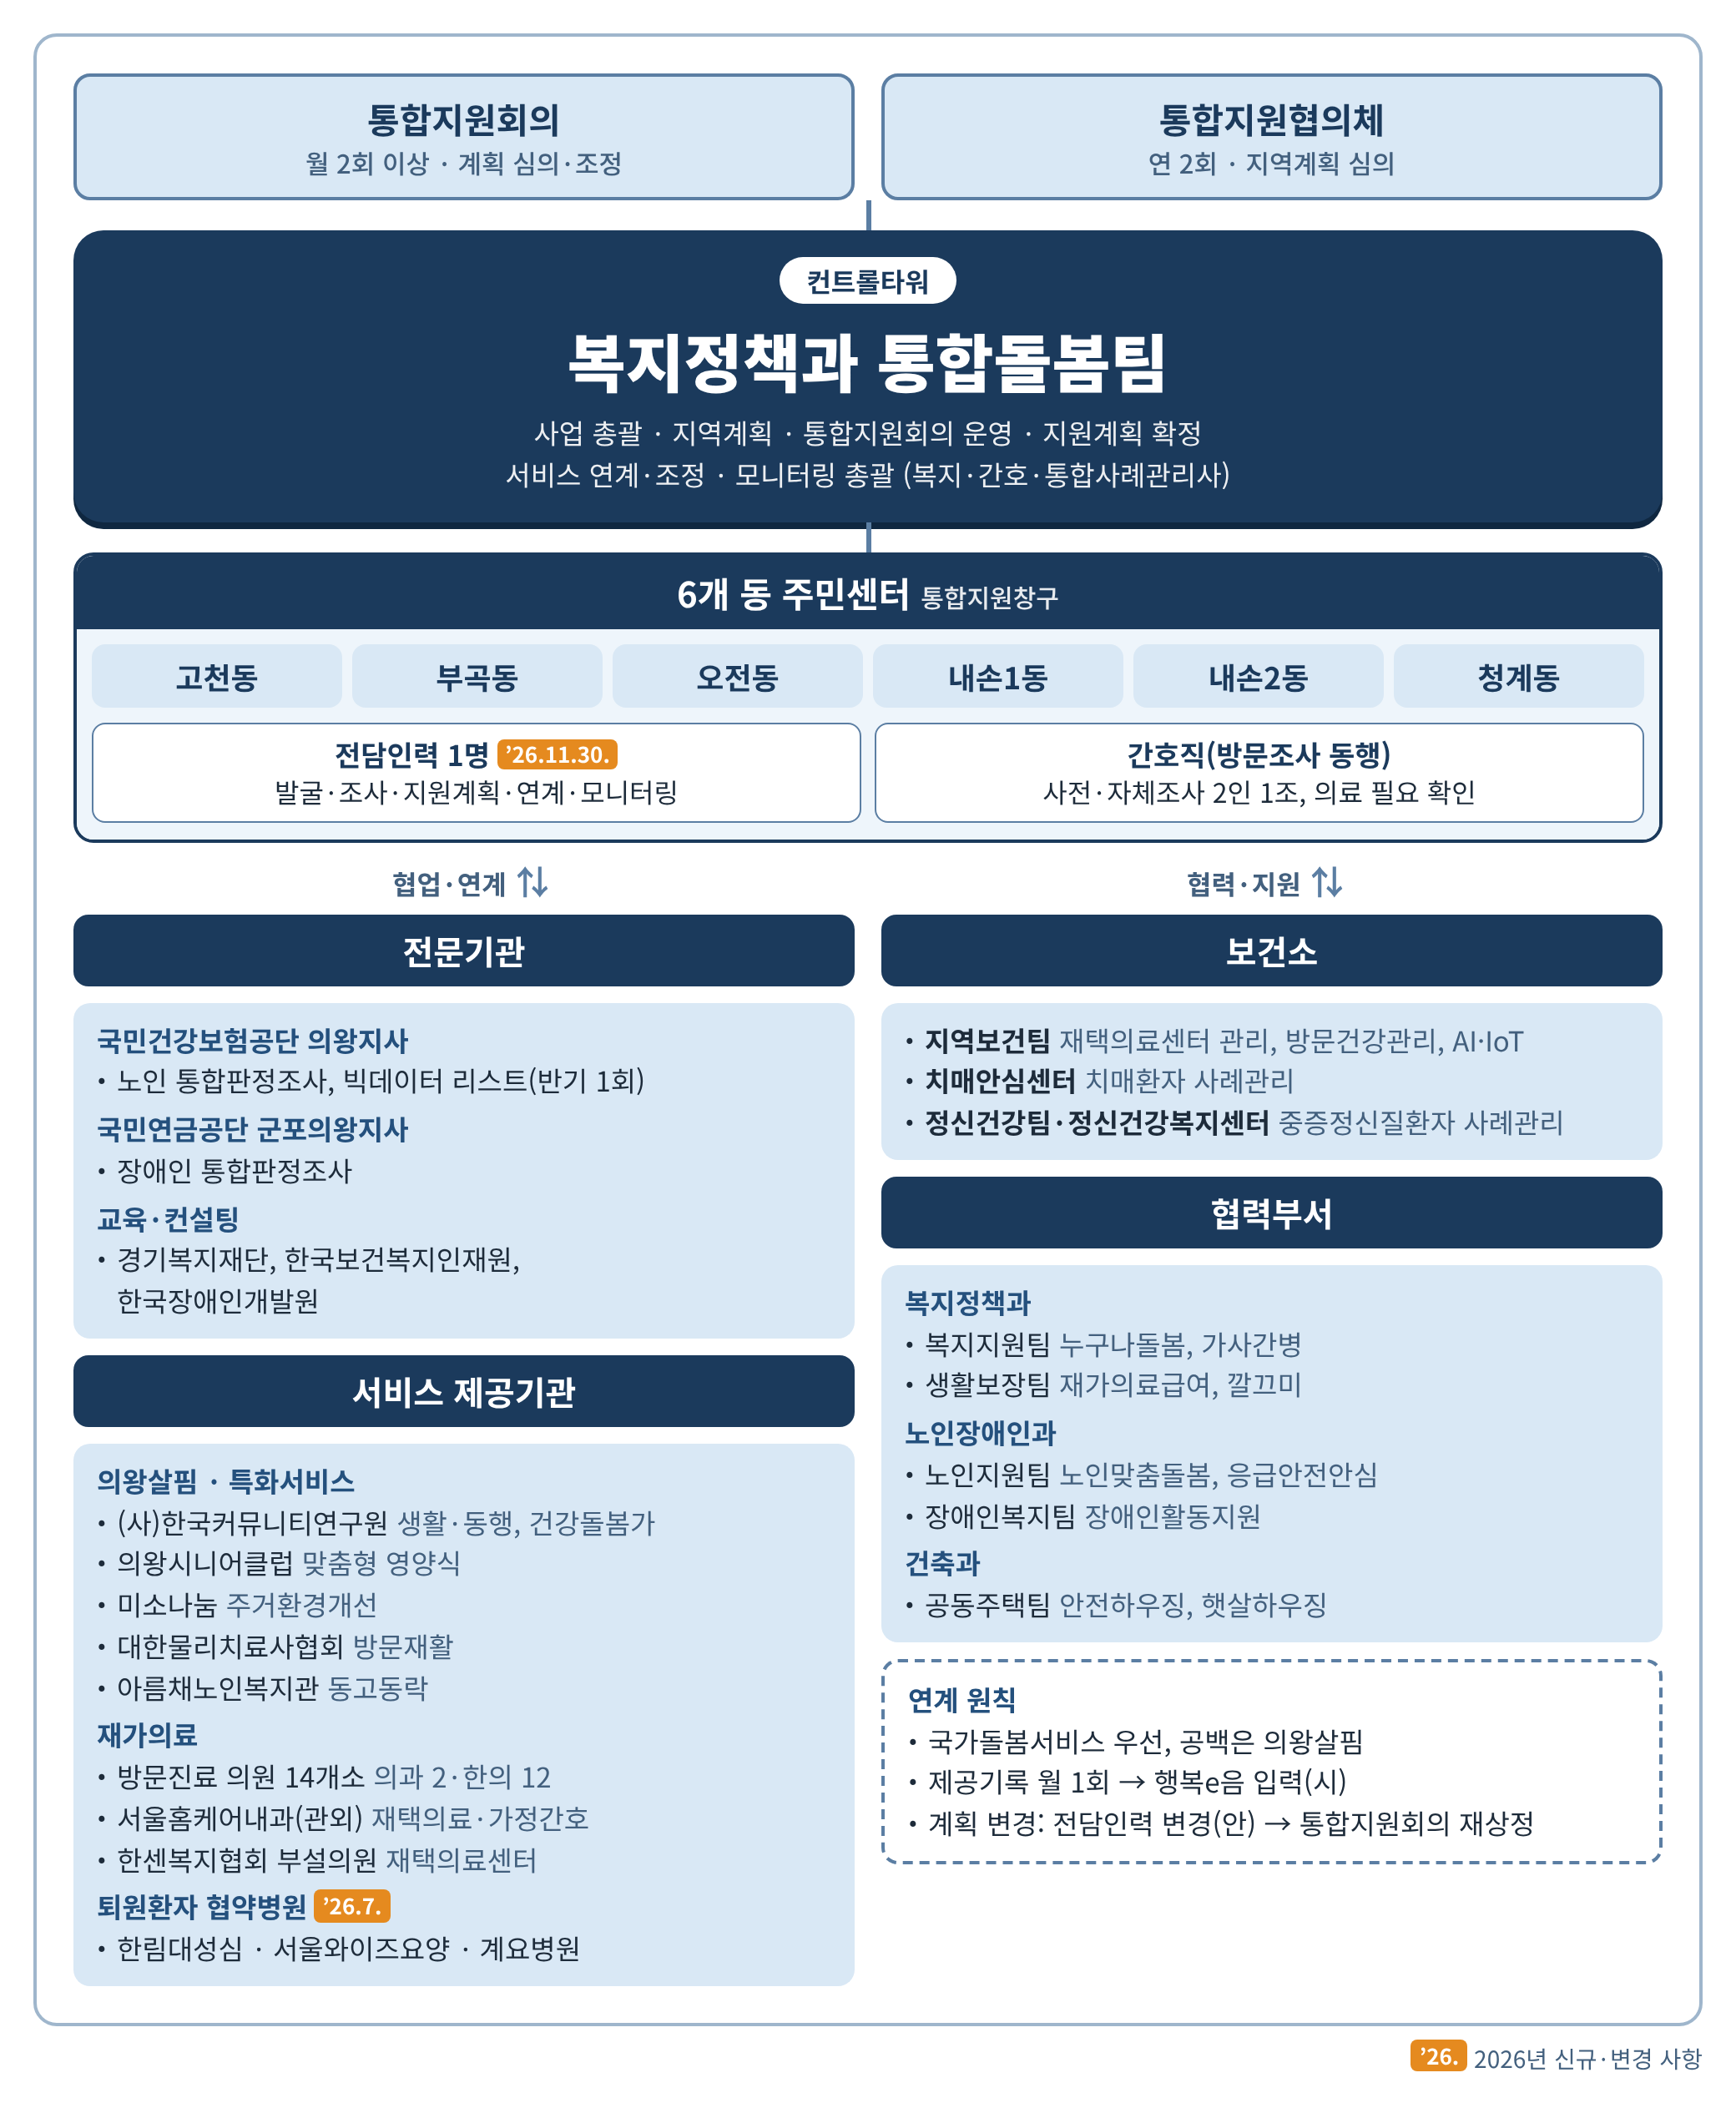 통합지원회의
월 2회 이상 · 계획 심의·조정
통합지원협의체
연 2회 · 지역계획 심의
컨트롤타워
복지정책과 통합돌봄팀
사업 총괄 · 지역계획 · 통합지원회의 운영 · 지원계획 확정
서비스 연계·조정 · 모니터링 총괄 (복지·간호·통합사례관리사)
6개 동 주민센터 통합지원창구
고천동
부곡동
오전동
내손1동
내손2동
청계동
전담인력 1명 ’26.11.30.
발굴·조사·지원계획·연계·모니터링
간호직(방문조사 동행)
사전·자체조사 2인 1조, 의료 필요 확인
협업·연계 ⇅
협력·지원 ⇅
전문기관
국민건강보험공단 의왕지사
• 노인 통합판정조사, 빅데이터 리스트(반기 1회)
국민연금공단 군포의왕지사
• 장애인 통합판정조사
교육·컨설팅
• 경기복지재단, 한국보건복지인재원,
한국장애인개발원
서비스 제공기관
의왕살핌 · 특화서비스
• (사)한국커뮤니티연구원 생활·동행, 건강돌봄가
• 의왕시니어클럽 맞춤형 영양식
• 미소나눔 주거환경개선
• 대한물리치료사협회 방문재활
• 아름채노인복지관 동고동락
재가의료
• 방문진료 의원 14개소 의과 2·한의 12
• 서울홈케어내과(관외) 재택의료·가정간호
• 한센복지협회 부설의원 재택의료센터
퇴원환자 협약병원 ’26.7.
• 한림대성심 · 서울와이즈요양 · 계요병원
보건소
• 지역보건팀 재택의료센터 관리, 방문건강관리, AI·IoT
• 치매안심센터 치매환자 사례관리
• 정신건강팀·정신건강복지센터 중증정신질환자 사례관리
협력부서
복지정책과
• 복지지원팀 누구나돌봄, 가사간병
• 생활보장팀 재가의료급여, 깔끄미
노인장애인과
• 노인지원팀 노인맞춤돌봄, 응급안전안심
• 장애인복지팀 장애인활동지원
건축과
• 공동주택팀 안전하우징, 햇살하우징
연계 원칙
• 국가돌봄서비스 우선, 공백은 의왕살핌
• 제공기록 월 1회 → 행복e음 입력(시)
• 계획 변경: 전담인력 변경(안) → 통합지원회의 재상정
’26. 2026년 신규·변경 사항